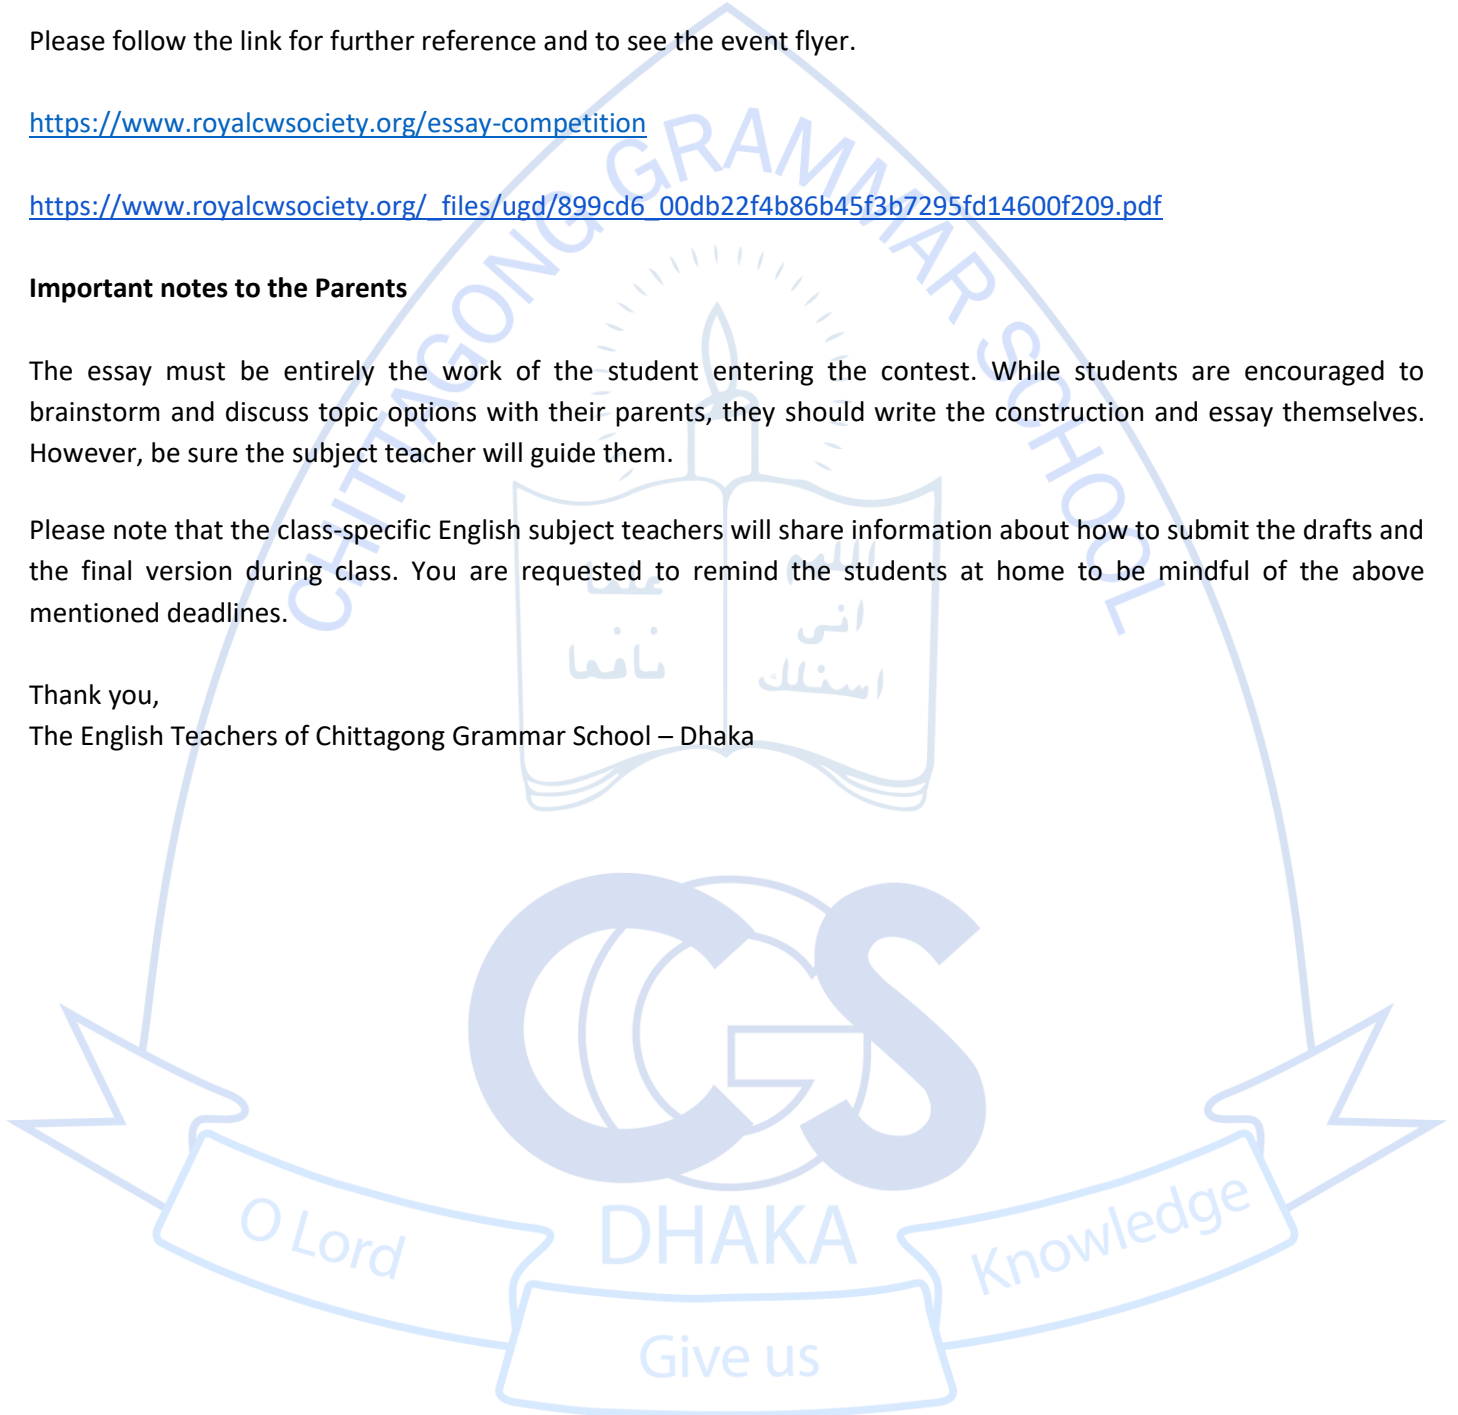 Please follow the link for further reference and to see the event flyer.
https://www.royalcwsociety.org/essay-competition
https://www.royalcwsociety.org/_files/ugd/899cd6_00db22f4b86b45f3b7295fd14600f209.pdf
Important notes to the Parents
The essay must be entirely the work of the student entering the contest. While students are encouraged to
brainstorm and discuss topic options with their parents, they should write the construction and essay themselves.
However, be sure the subject teacher will guide them.
Please note that the class-specific English subject teachers will share information about how to submit the drafts and
the final version during class. You are requested to remind the students at home to be mindful of the above
mentioned deadlines.
Thank you,
The English Teachers of Chittagong Grammar School – Dhaka
CHITTAGONG GRAMMAR SCHOOL
اللهم
انى
اسئلك
علما
نافعا
CGS
DHAKA
O Lord
Give us
Knowledge